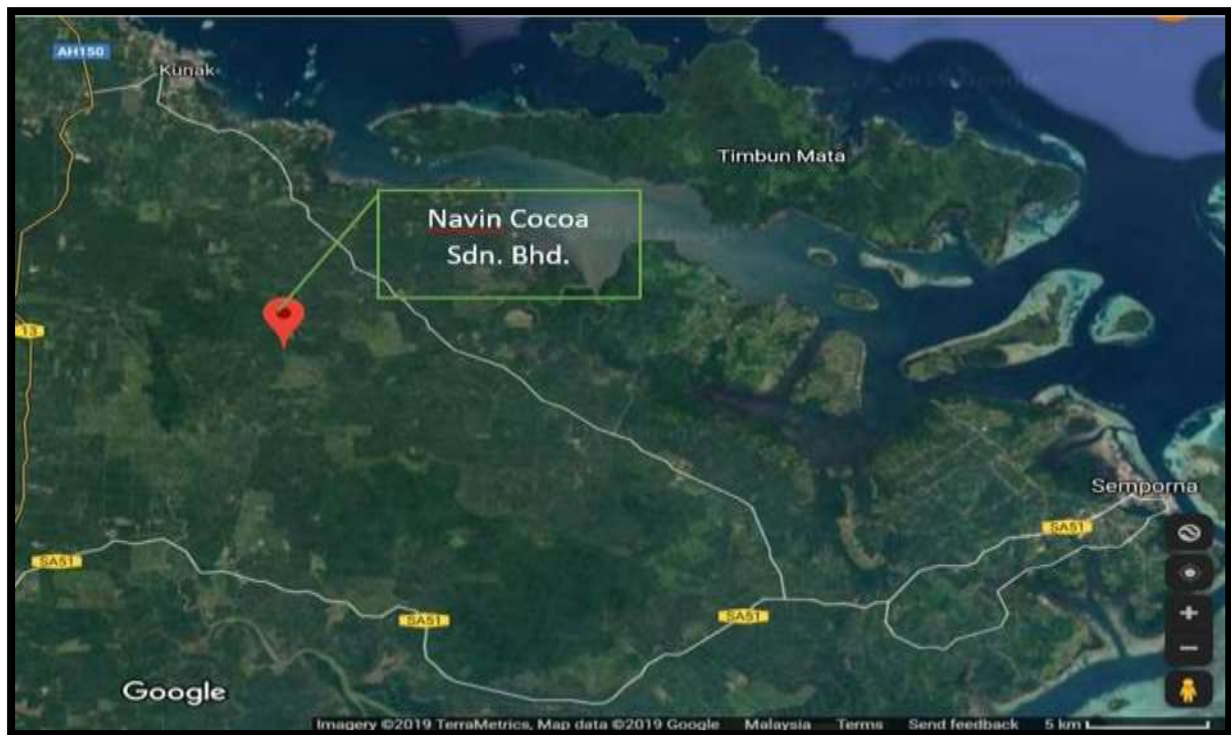 AH150
Kunak
Timbun Mata
Navin Cocoa
Sdn. Bhd.
13
Semporna
SA51
SA51
SA51
SA51
Google
Imagery ©2019 TerraMetrics, Map data ©2019 Google Malaysia Terms Send feedback 5 km